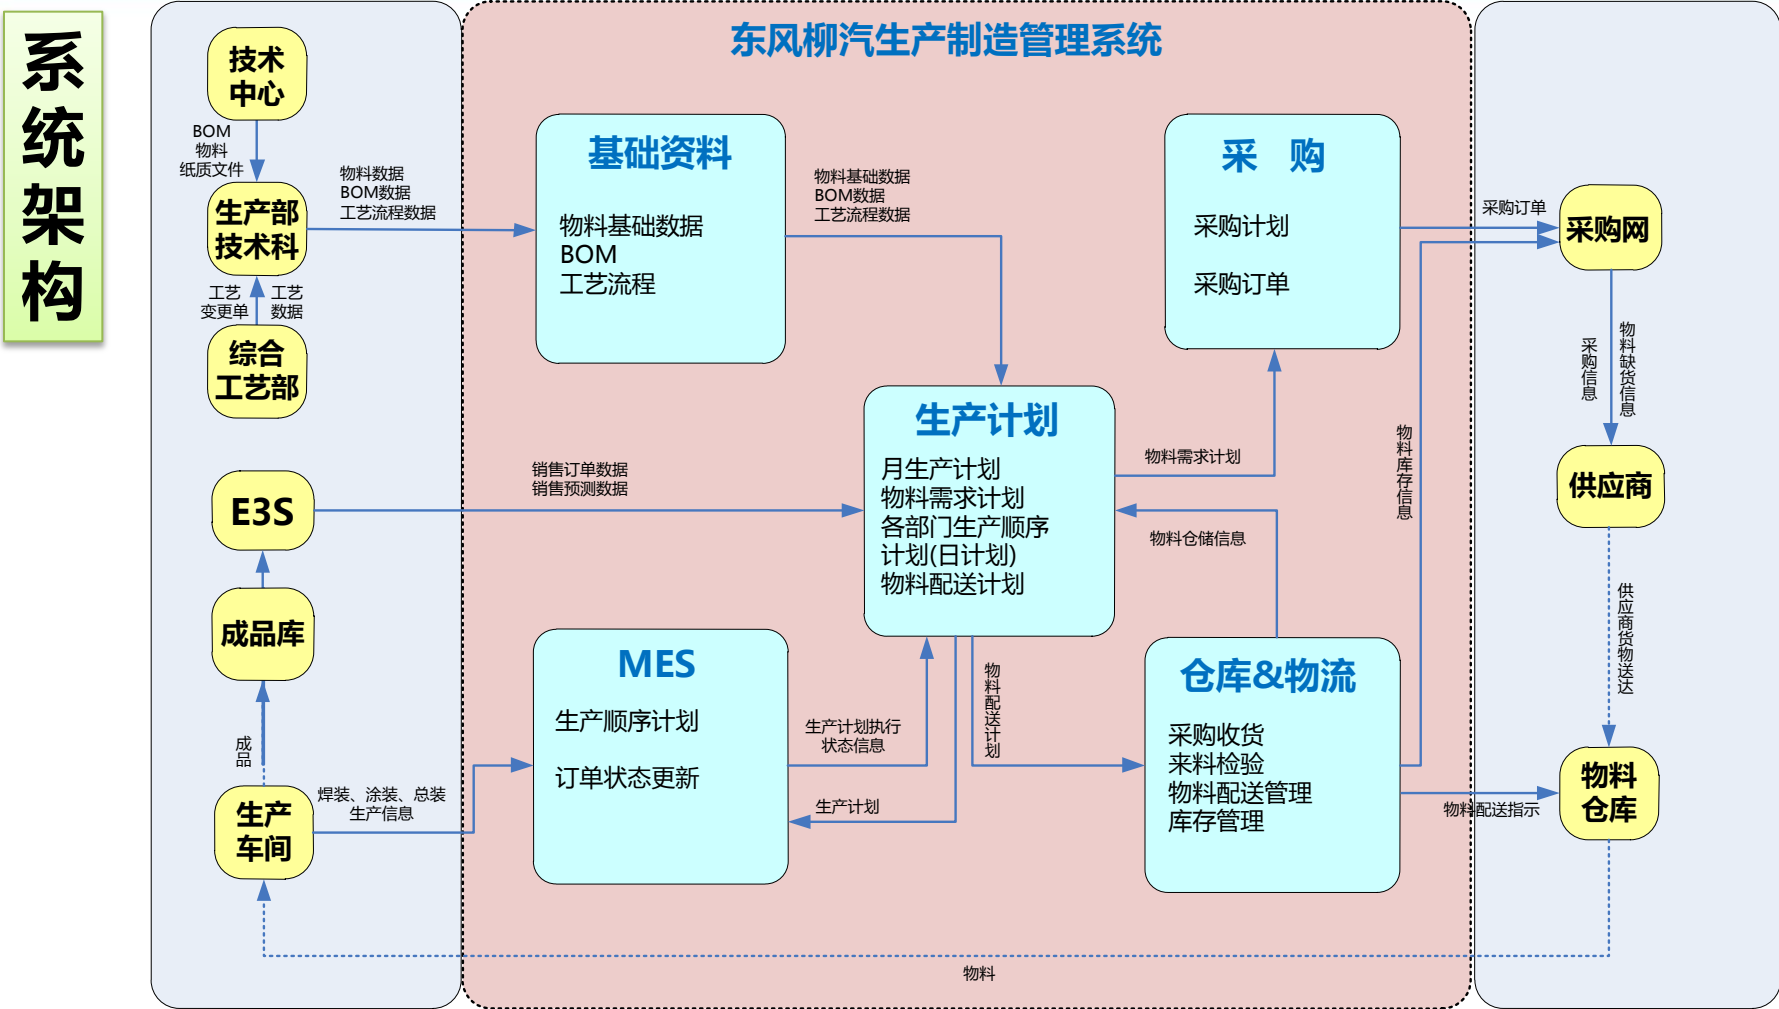 系
统
架
构
东风柳汽生产制造管理系统
技术
中心
BOM
物料
纸质文件
生产部
技术科
工艺
变更单
工艺
数据
综合
工艺部
物料数据
BOM数据
工艺流程数据
E3S
成品库
成品
生产
车间
焊装、涂装、总装
生产信息
基础资料
物料基础数据
BOM
工艺流程
物料基础数据
BOM数据
工艺流程数据
销售订单数据
销售预测数据
生产计划
月生产计划
物料需求计划
各部门生产顺序
计划(日计划)
物料配送计划
MES
生产顺序计划
订单状态更新
生产计划执行
状态信息
生产计划
物料配送计划
采 购
采购计划
采购订单
物料需求计划
物料仓储信息
仓库&物流
采购收货
来料检验
物料配送管理
库存管理
物料库存信息
采购订单
采购网
采购信息
物料缺货信息
供应商
供应商货物送达
物料
仓库
物料配送指示
物料